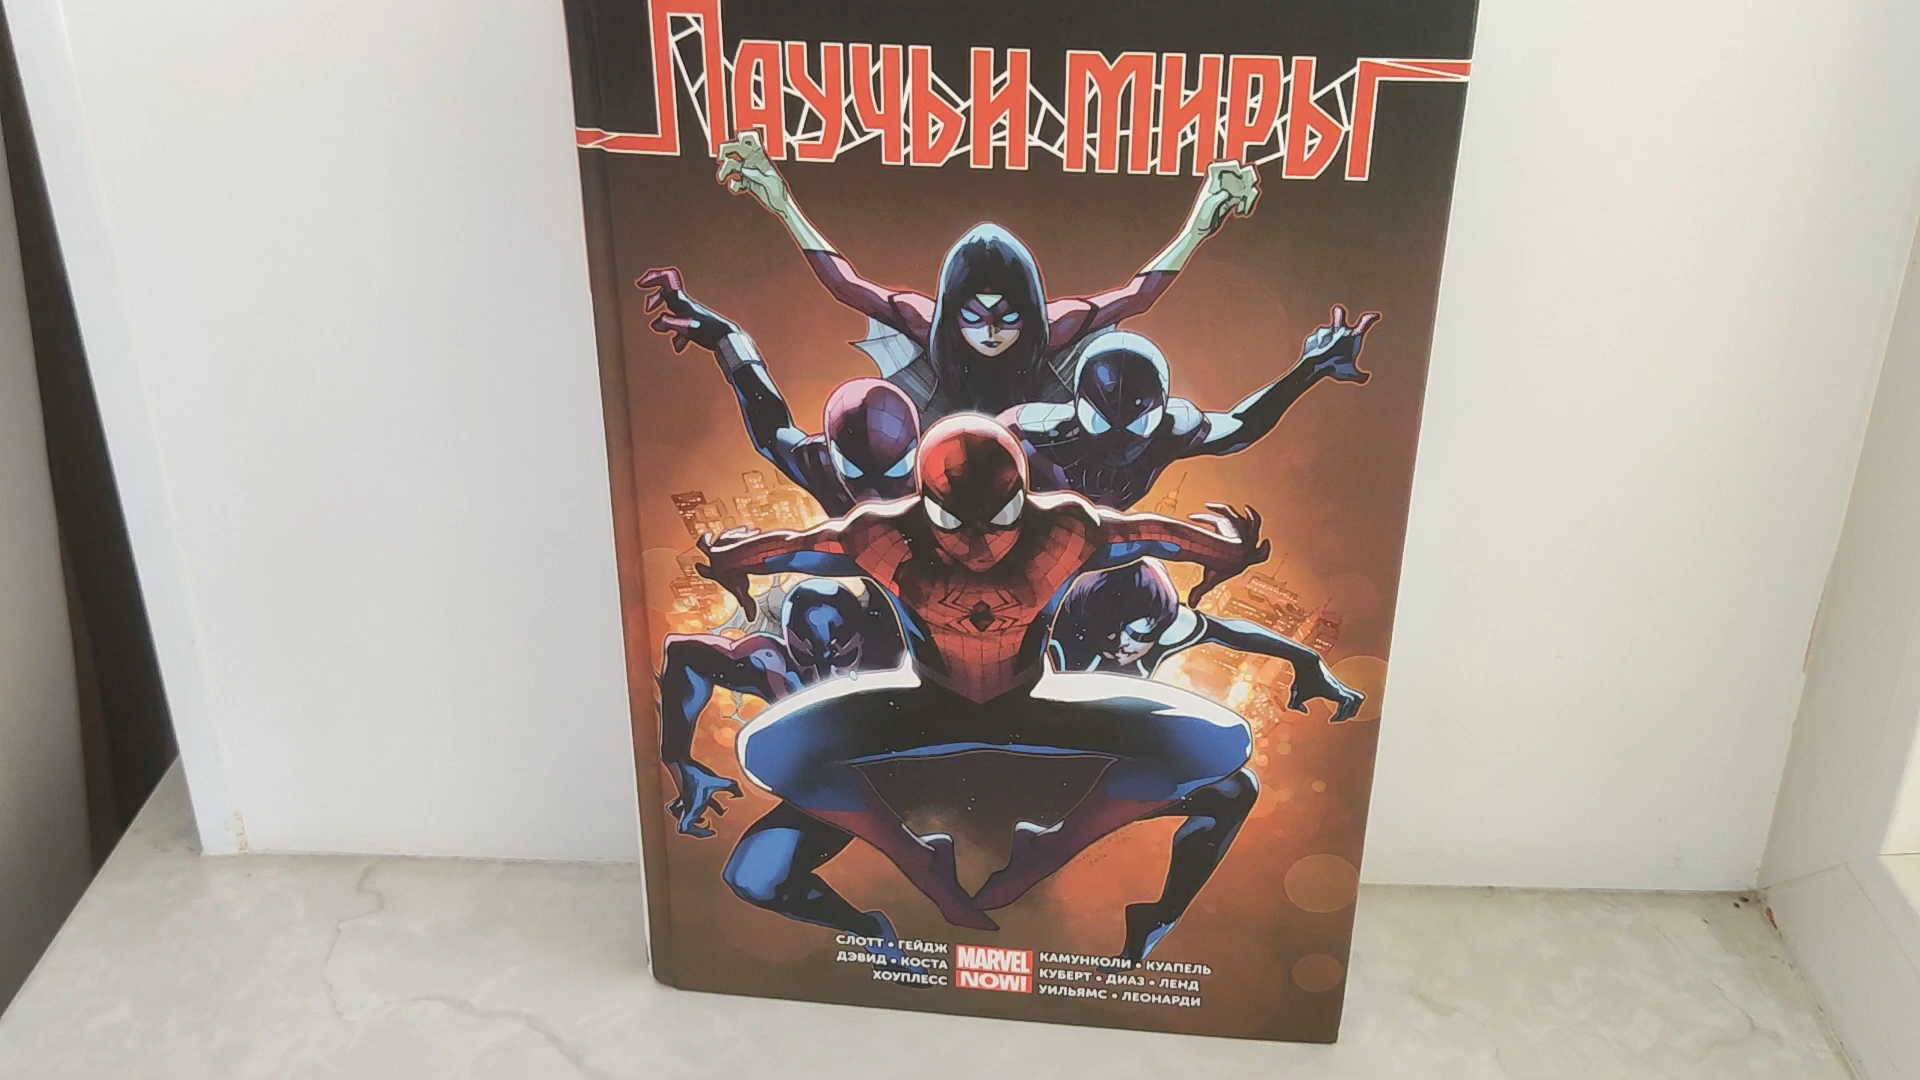 Паучьи миры
СЛОТТ • ГЕЙДЖ
ДЭВИД • КОСТА
ХОУПЛЕСС
MARVEL
NOW!
КАМУНКОЛИ • КУАПЕЛЬ
КУБЕРТ • ДИАЗ • ЛЕНД
УИЛЬЯМС • ЛЕОНАРДИ